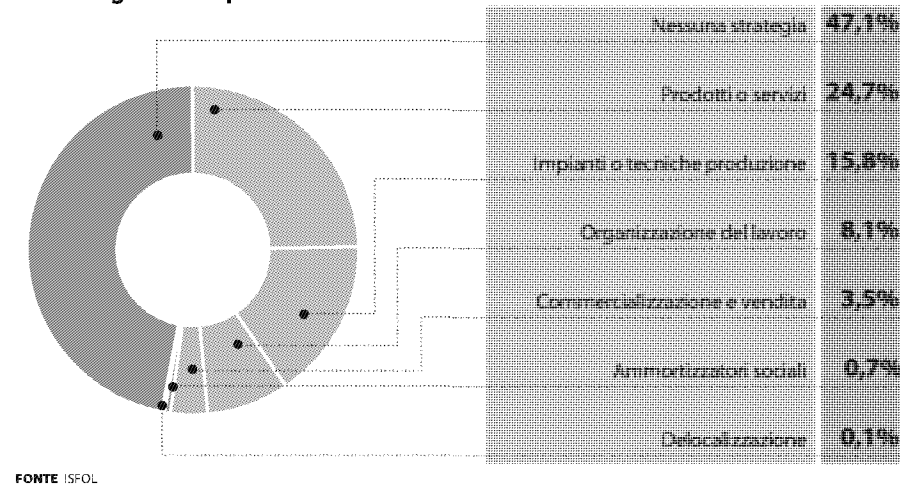 Nessuna strategia 47,1%
Prodotti o servizi 24,7%
Impianti o tecniche produzione 15,8%
Organizzazione del lavoro 8,1%
Commercializzazione e vendita 3,5%
Ammortizzatori sociali 0,7%
Delocalizzazione 0,1%
FONTE ISFOL